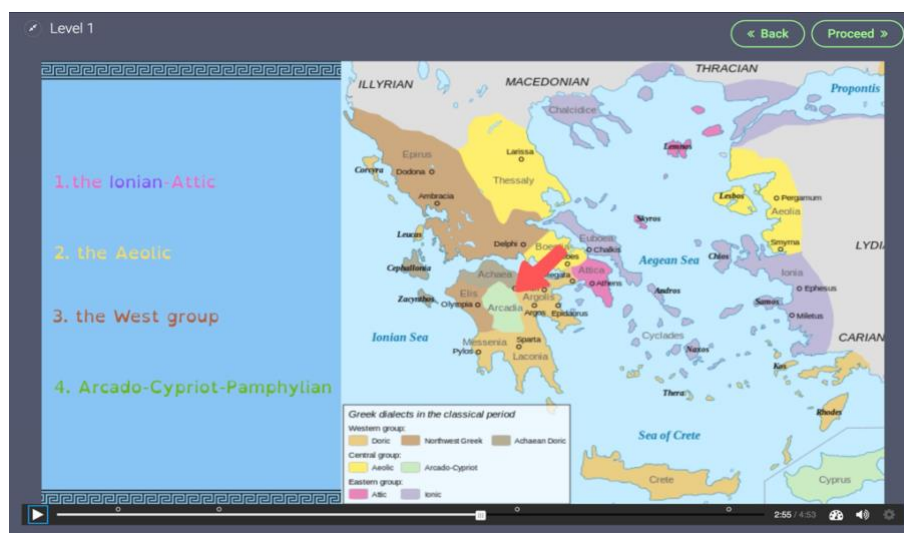 Level 1
« Back
Proceed »
1.the Ionian-Attic
2. the Aeolic
3. the West group
4. Arcado-Cypriot-Pamphylian
ILLYRIAN
MACEDONIAN
THRACIAN
Propontis
Chalcidice
Epirus
Larissa
Lemnos
Corcyra
Dodona
Thessaly
Lesbos
Pergamum
Ambracia
Aeolia
Skyros
Leucas
Delphi
Euboea
Chalkis
Smyrna
LYDI
Aegean Sea
Chios
Cephallonia
Achaea
Attica
Ionia
Athens
Andros
Ephesus
Elis
Zacynthos
Olympia
Arcadia
Argolis
Samos
Argos
Epidaurus
Miletus
Ionian Sea
Messenia
Sparta
Cyclades
CARIAN
Pylos
Laconia
Naxos
Kos
Thera
Rhodes
Greek dialects in the classical period
Western group:
Doric
Northwest Greek
Achaean Doric
Central group:
Aeolic
Arcado-Cypriot
Eastern group:
Attic
Ionic
Sea of Crete
Crete
Cyprus
2:55 / 4:53